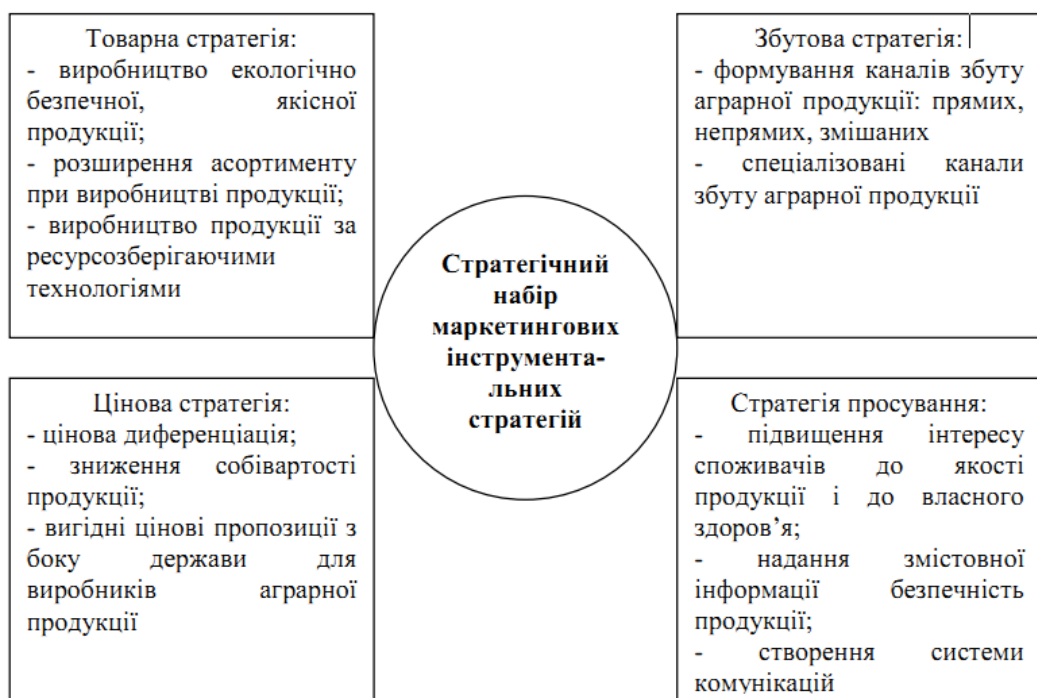 Товарна стратегія:
- виробництво екологічно
безпечної, якісної
продукції;
- розширення асортименту
при виробництві продукції;
- виробництво продукції за
ресурсозберігаючими
технологіями
Збутова стратегія:
- формування каналів збуту
аграрної продукції: прямих,
непрямих, змішаних
- спеціалізовані канали
збуту аграрної продукції
Стратегічний
набір
маркетингових
інструмента-
льних
стратегій
Цінова стратегія:
- цінова диференціація;
- зниження собівартості
продукції;
- вигідні цінові пропозиції з
боку держави для
виробників аграрної
продукції
Стратегія просування:
- підвищення інтересу
споживачів до якості
продукції і до власного
здоров’я;
- надання змістовної
інформації безпечність
продукції;
- створення системи
комунікацій